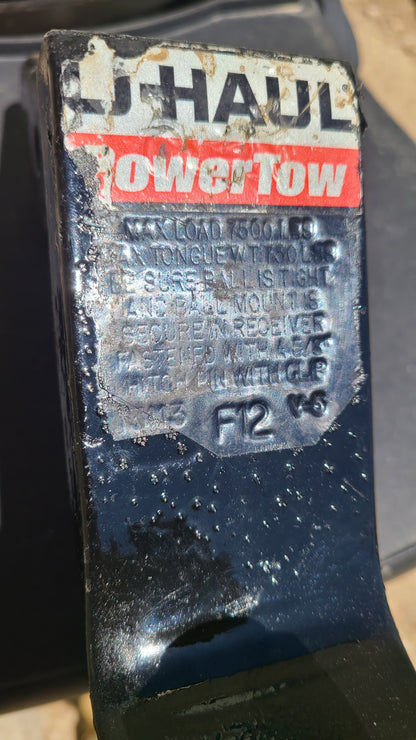 U-HAUL
PowerTow
MAX LOAD 7500 LBS
MAX TONGUE WT 750 LBS
BE SURE BALL IS TIGHT
AND BALL MOUNT IS
SECURE IN RECEIVER
FASTENED WITH A 5/8
HITCH PIN WITH CLIP
F12 V-5